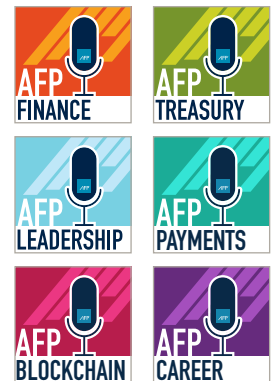 AFP
FINANCE
AFP
TREASURY
AFP
LEADERSHIP
AFP
PAYMENTS
AFP
BLOCKCHAIN
AFP
CAREER